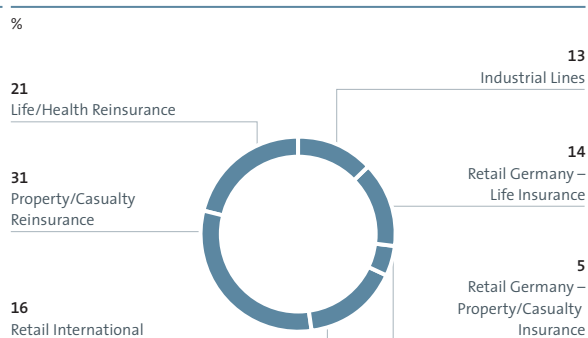 %
13
Industrial Lines
21
Life/Health Reinsurance
14
Retail Germany –
Life Insurance
31
Property/Casualty
Reinsurance
5
Retail Germany –
Property/Casualty
Insurance
16
Retail International